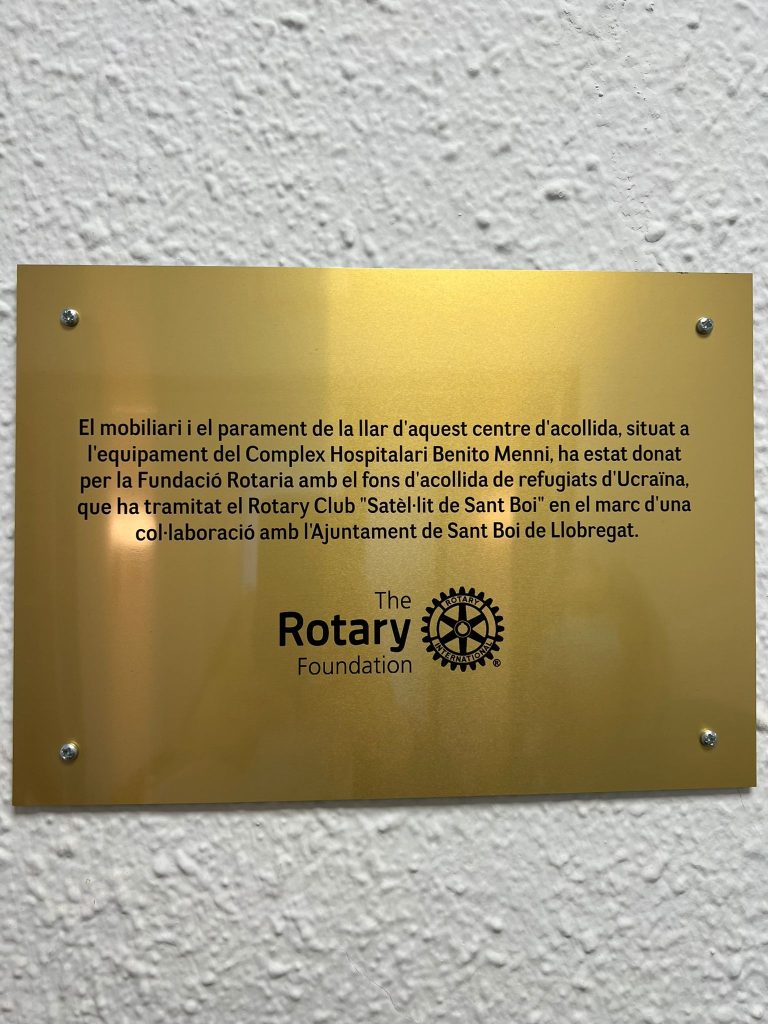 El mobiliari i el parament de la llar d'aquest centre d'acollida, situat a
l'equipament del Complex Hospitalari Benito Menni, ha estat donat
per la Fundació Rotaria amb el fons d'acollida de refugiats d'Ucraïna,
que ha tramitat el Rotary Club "Satèl·lit de Sant Boi" en el marc d'una
col·laboració amb l'Ajuntament de Sant Boi de Llobregat.
The
Rotary
Foundation
ROTARY
INTERNATIONAL
®